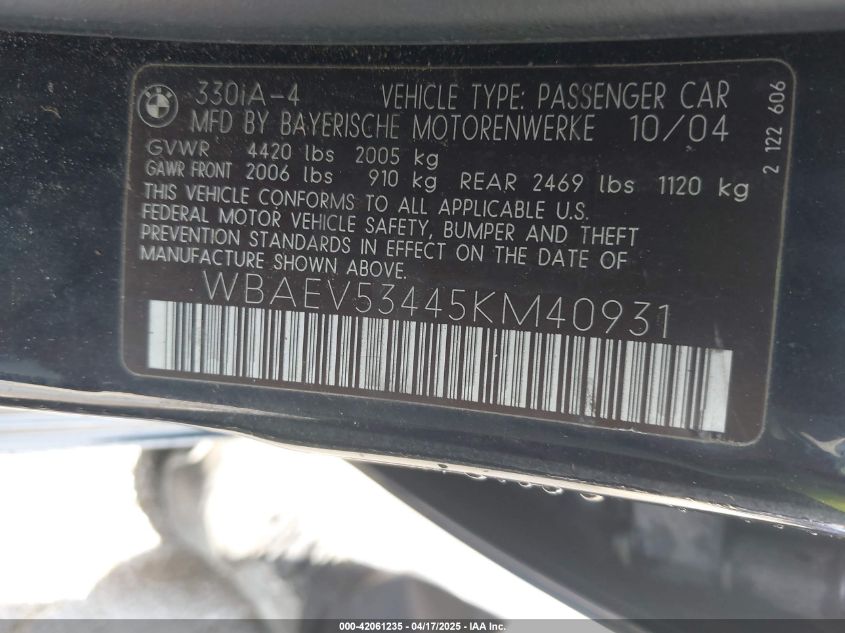 330iA-4 VEHICLE TYPE: PASSENGER CAR
MFD BY BAYERISCHE MOTORENWERKE 10/04
GVWR 4420 lbs 2005 kg
GAWR FRONT 2006 lbs 910 kg REAR 2469 lbs 1120 kg
THIS VEHICLE CONFORMS TO ALL APPLICABLE U.S.
FEDERAL MOTOR VEHICLE SAFETY, BUMPER AND THEFT
PREVENTION STANDARDS IN EFFECT ON THE DATE OF
MANUFACTURE SHOWN ABOVE.
WBAEV53445KM40931
2 122 606
000-42061235 - 04/17/2025 - IAA Inc.